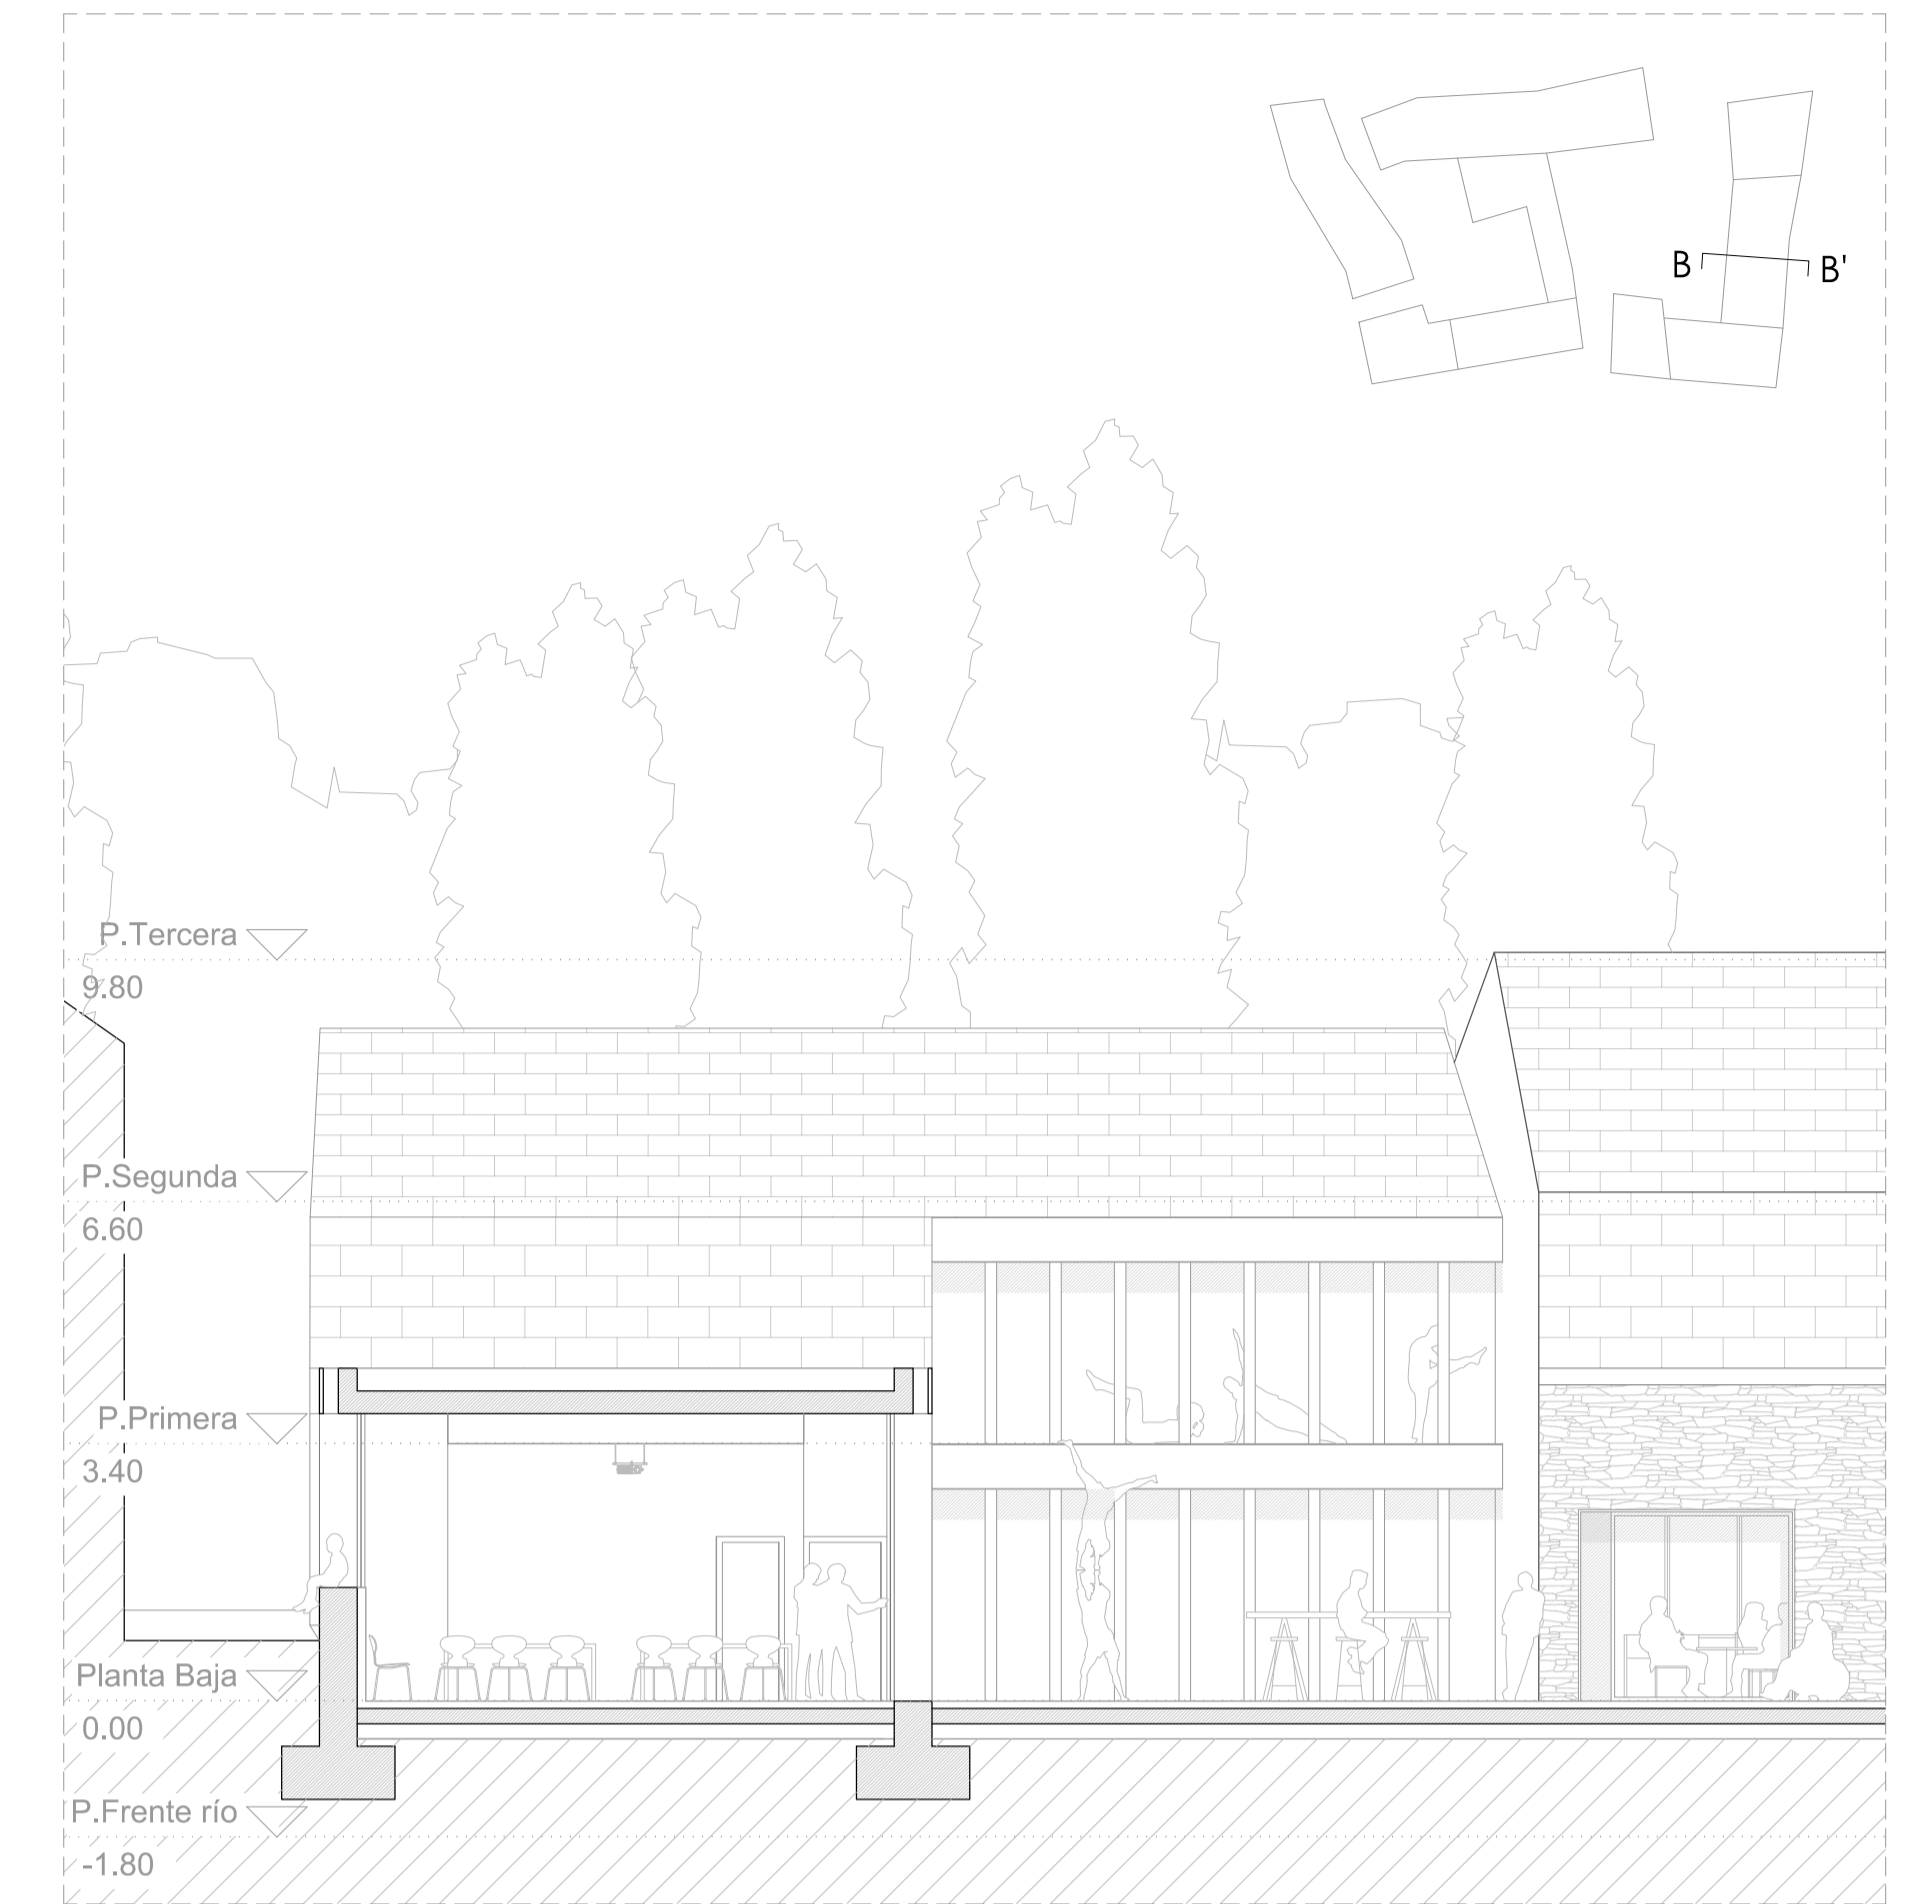 B
B'
P.Tercera
9.80
P.Segunda
6.60
P.Primera
3.40
Planta Baja
0.00
P.Frente río
-1.80